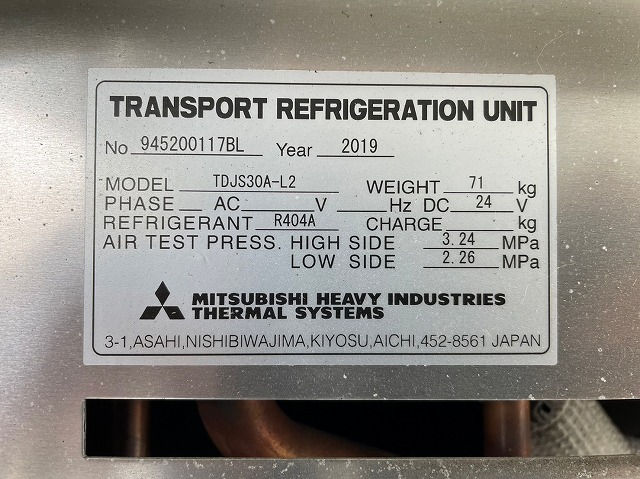 TRANSPORT REFRIGERATION UNIT
No 945200117BL Year 2019
MODEL TDJS30A-L2 WEIGHT 71 kg
PHASE AC V Hz DC 24 V
REFRIGERANT R404A CHARGE kg
AIR TEST PRESS. HIGH SIDE 3.24 MPa
LOW SIDE 2.26 MPa
MITSUBISHI HEAVY INDUSTRIES
THERMAL SYSTEMS
3-1,ASAHI,NISHIBIWAJIMA,KIYOSU,AICHI,452-8561 JAPAN